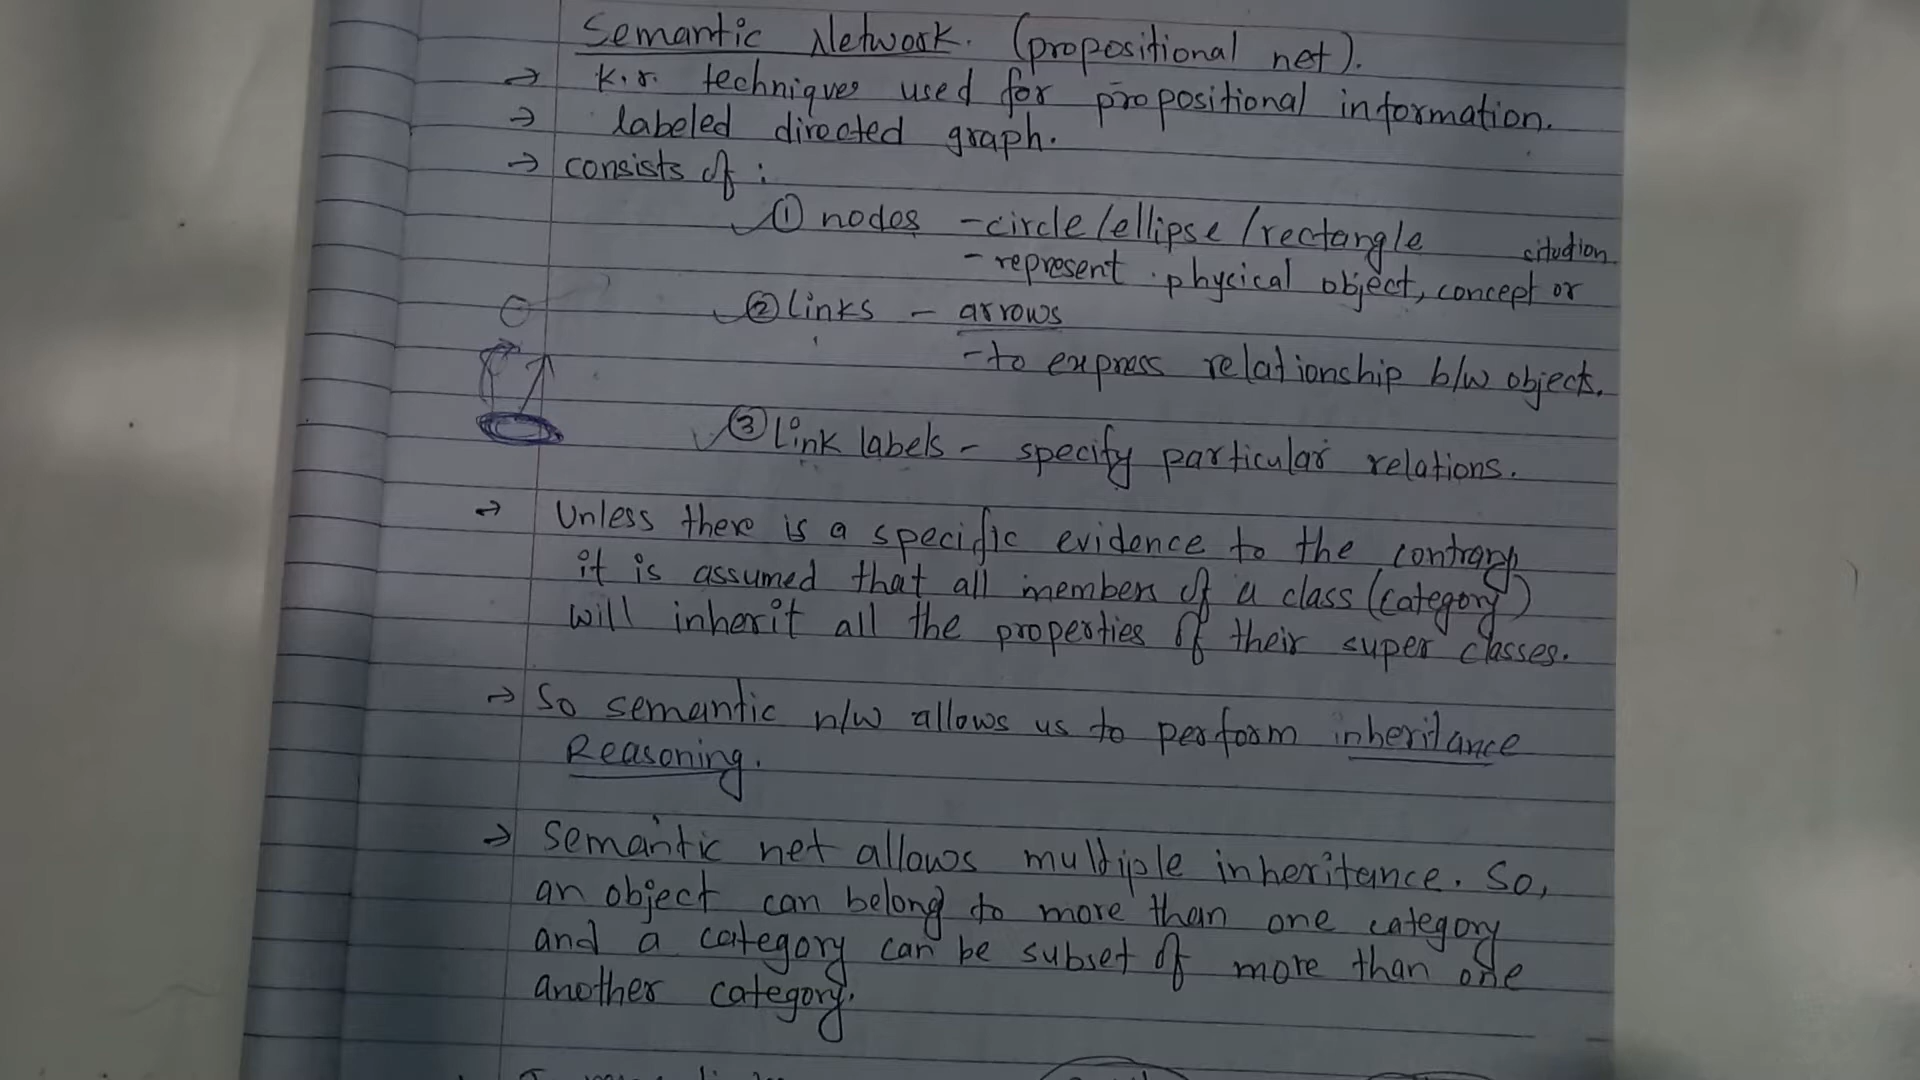 Semantic Network. (propositional net).
→ k.r. techniques used for propositional information.
→ labeled directed graph.
→ consists of :
① nodes - circle/ellipse/rectangle
- represent physical object, concept or citudion
② links - arrows
- to express relationship b/w objects.
③ Link labels - specify particular relations.
→ Unless there is a specific evidence to the contrary
it is assumed that all members of a class (category)
will inherit all the properties of their super classes.
→ So semantic n/w allows us to perform inheritance
Reasoning.
→ Semantic net allows multiple inheritance. So,
an object can belong to more than one category
and a category can be subset of more than one
another category.